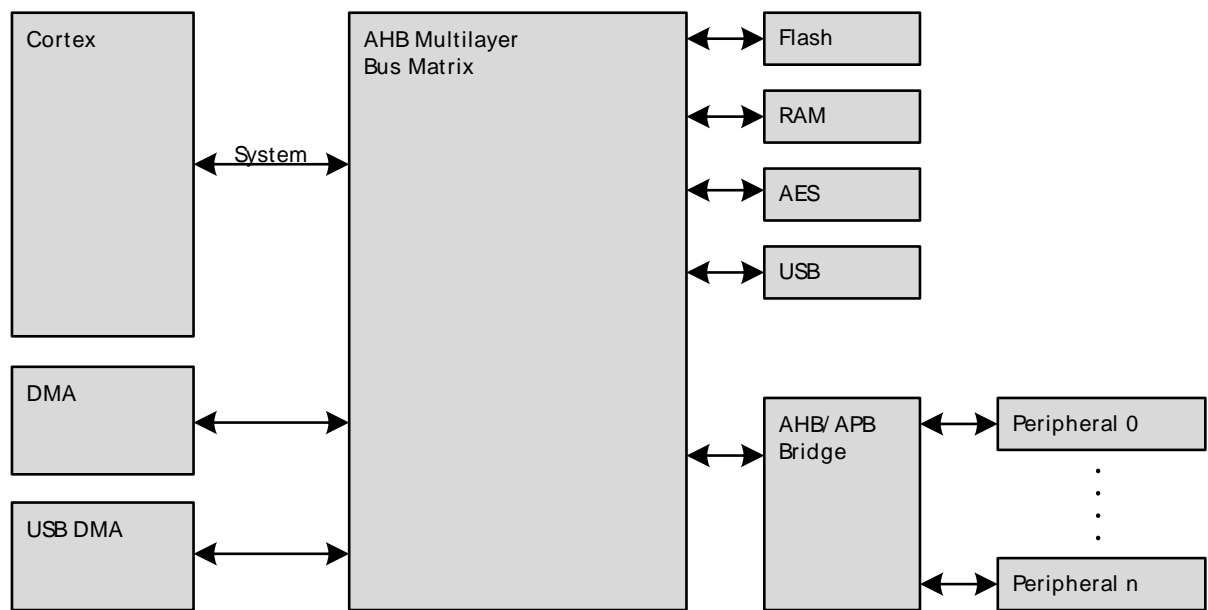 Cortex
System
DMA
USB DMA
AHB Multilayer
Bus Matrix
Flash
RAM
AES
USB
AHB/APB
Bridge
Peripheral 0
Peripheral n